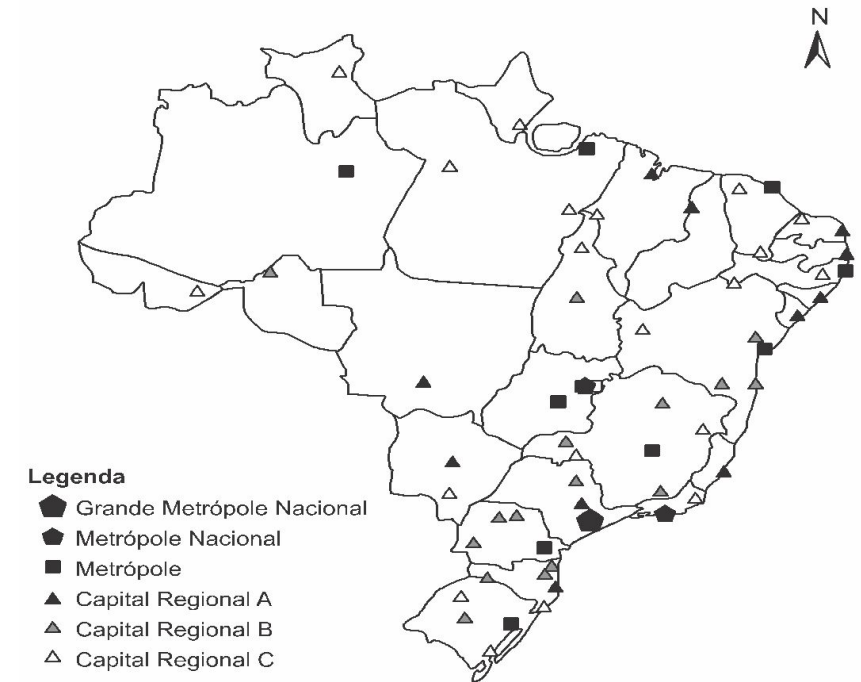 N
Legenda
Grande Metrópole Nacional
Metrópole Nacional
Metrópole
Capital Regional A
Capital Regional B
Capital Regional C